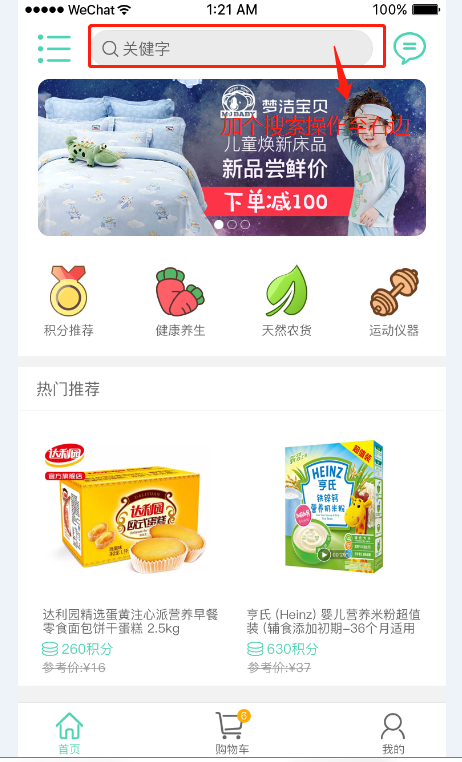 ●●●●● WeChat 1:21 AM 100%
关健字
梦洁宝贝
MJ BABY
加个搜索操作至右边
儿童焕新床品
新品尝鲜价
下单减100
积分推荐 健康养生 天然农货 运动仪器
热门推荐
达利园
官方旗舰店
达利园
欧式蛋糕
超值装
HEINZ
亨氏
铁锌钙
营养奶米粉
达利园精选蛋黄注心派营养早餐
零食面包饼干蛋糕 2.5kg
260积分
参考价:¥16
亨氏 (Heinz) 婴儿营养米粉超值
装 (辅食添加初期-36个月适用
630积分
参考价:¥37
6
首页 购物车 我的